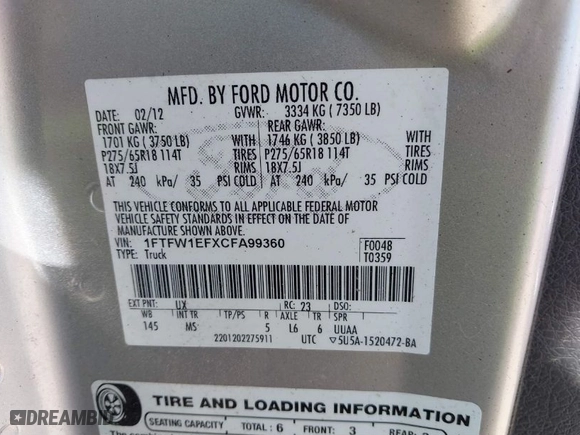 MFD. BY FORD MOTOR CO.
DATE: 02/12 GVWR: 3334 KG ( 7350 LB)
FRONT GAWR: REAR GAWR:
1701 KG ( 3750 LB) WITH 1746 KG ( 3850 LB) WITH
P275/65R18 114T TIRES P275/65R18 114T TIRES
18X7.5J RIMS 18X7.5J RIMS
AT 240 kPa/ 35 PSI COLD AT 240 kPa/ 35 PSI COLD
THIS VEHICLE CONFORMS TO ALL APPLICABLE FEDERAL MOTOR
VEHICLE SAFETY STANDARDS IN EFFECT ON THE DATE OF
MANUFACTURE SHOWN ABOVE.
VIN: 1FTFW1EFXCFA99360 F0048
TYPE: Truck T0359
EXT PNT: UX RC: 23 DSO:
WB INT TR TP/PS R AXLE TR SPR
145 MS 5 L6 6 UUAA
2201202275911 UTC ▽5U5A-1520472-BA
TIRE AND LOADING INFORMATION
SEATING CAPACITY TOTAL : 6 FRONT: 3 REAR:
DREAMBID